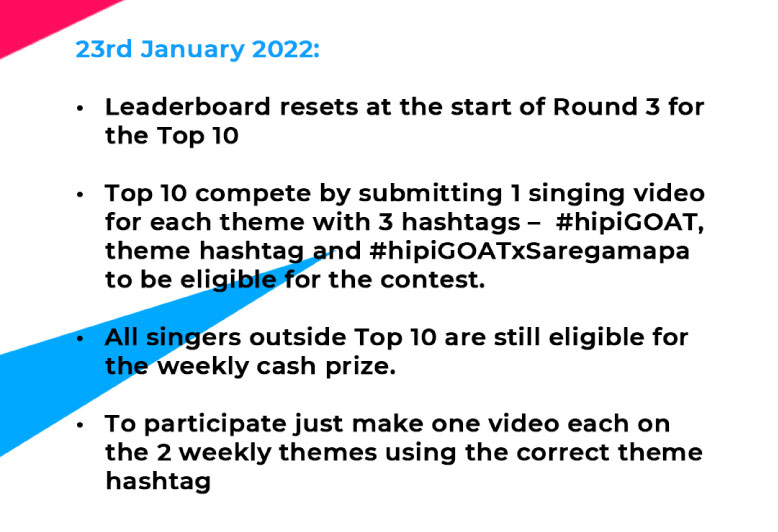 23rd January 2022:
• Leaderboard resets at the start of Round 3 for
the Top 10
• Top 10 compete by submitting 1 singing video
for each theme with 3 hashtags –  #hipiGOAT,
theme hashtag and #hipiGOATxSaregamapa
to be eligible for the contest.
• All singers outside Top 10 are still eligible for
the weekly cash prize.
• To participate just make one video each on
the 2 weekly themes using the correct theme
hashtag